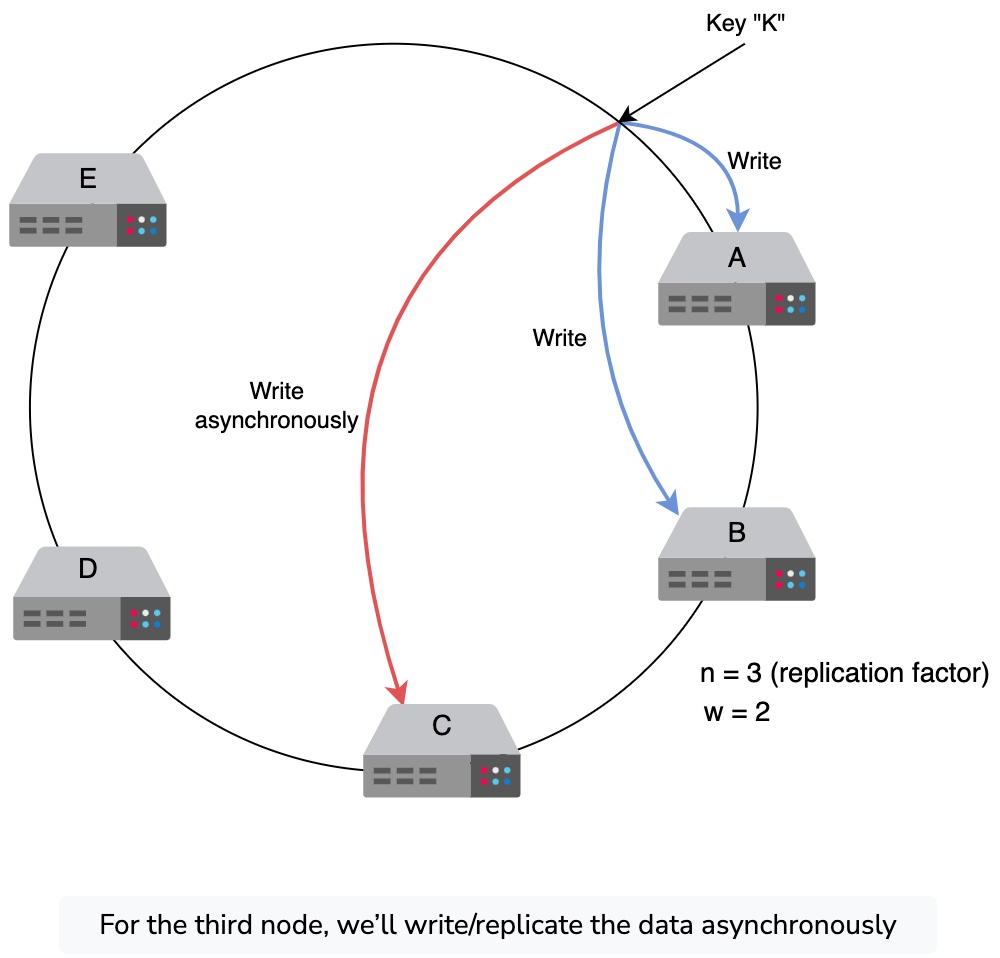 Key "K"
E
Write
A
Write
Write
asynchronously
B
D
n = 3 (replication factor)
w = 2
C
For the third node, we’ll write/replicate the data asynchronously